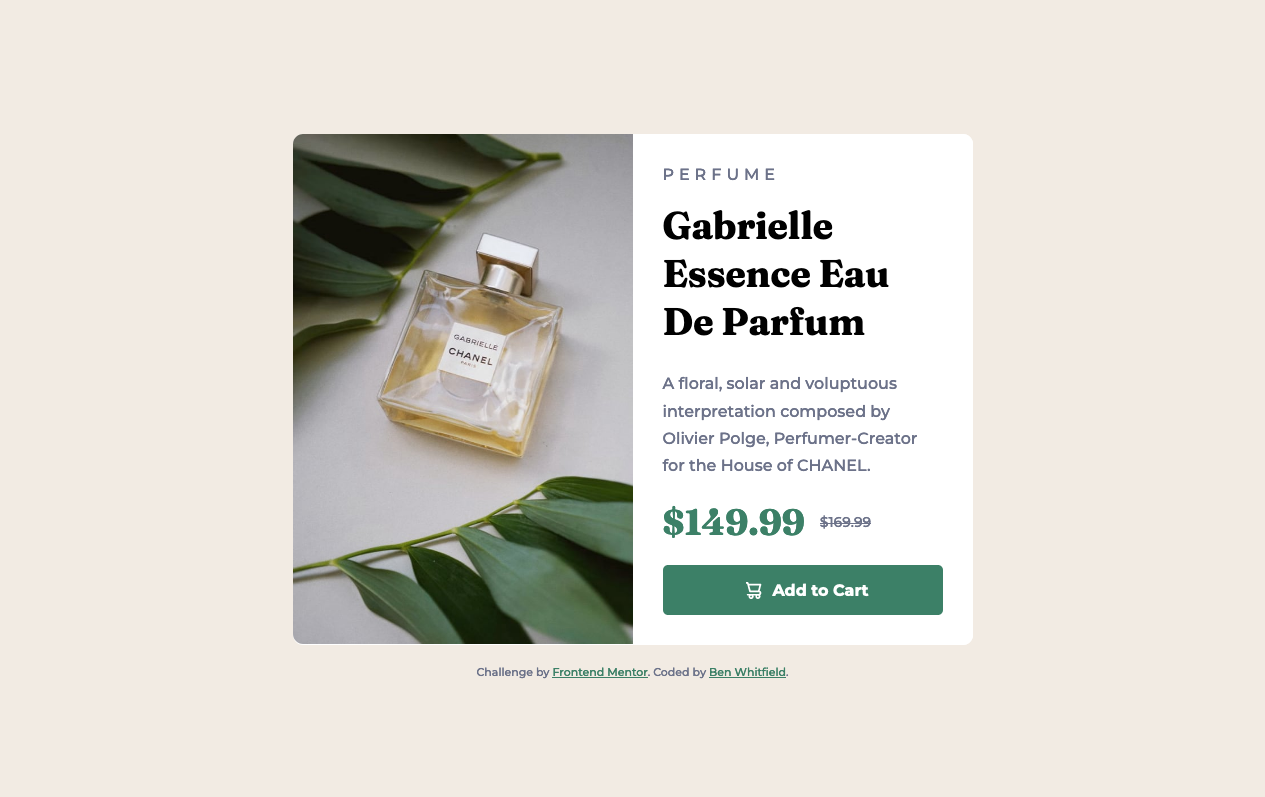 PERFUME
Gabrielle
Essence Eau
De Parfum
GABRIELLE
CHANEL
PARIS
A floral, solar and voluptuous
interpretation composed by
Olivier Polge, Perfumer-Creator
for the House of CHANEL.
$149.99 $169.99
Add to Cart
Challenge by Frontend Mentor. Coded by Ben Whitfield.